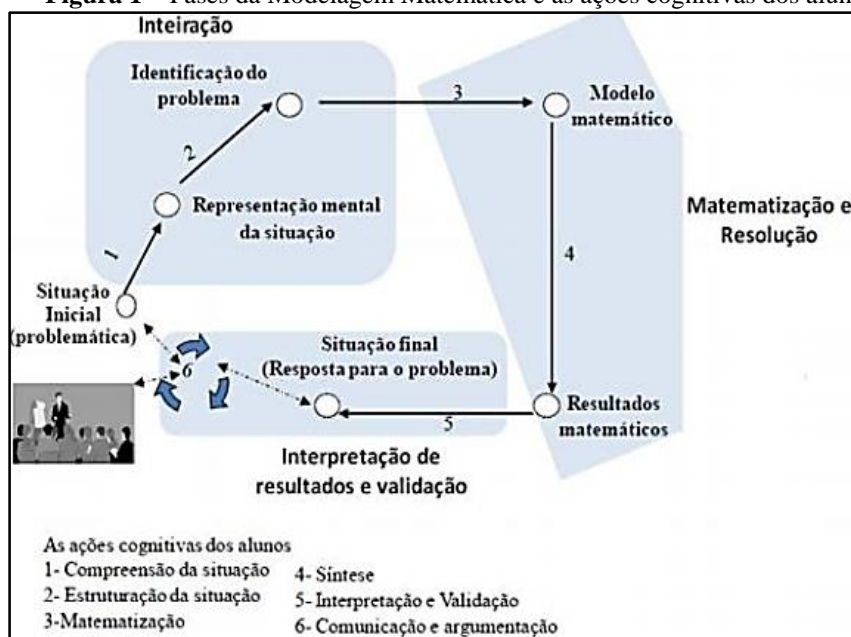 Figura 1 – Fases da Modelagem Matemática e as ações cognitivas dos alun
Inteiração
Identificação do
problema
3
Modelo
matemático
2
Representação mental
da situação
Matematização e
Resolução
1
4
Situação
Inicial
(problemática)
Situação final
(Resposta para o problema)
6
5
Resultados
matemáticos
Interpretação de
resultados e validação
As ações cognitivas dos alunos
1- Compreensão da situação
2- Estruturação da situação
3-Matematização
4- Síntese
5- Interpretação e Validação
6- Comunicação e argumentação